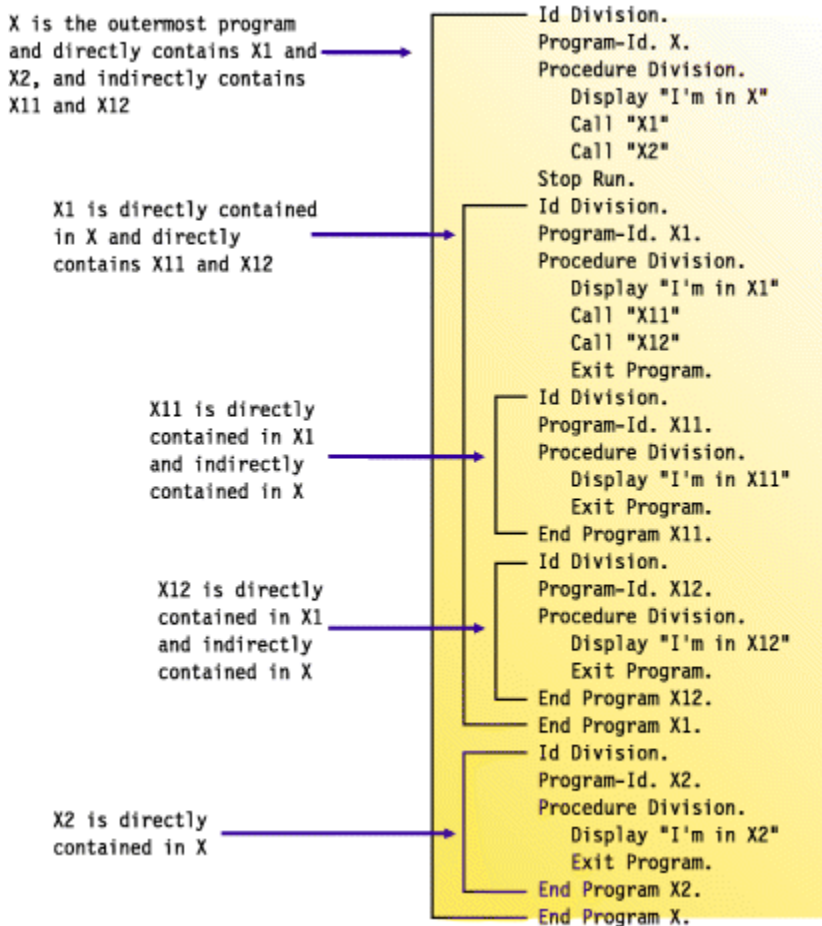 X is the outermost program
and directly contains X1 and
X2, and indirectly contains
X11 and X12
X1 is directly contained
in X and directly
contains X11 and X12
X11 is directly
contained in X1
and indirectly
contained in X
X12 is directly
contained in X1
and indirectly
contained in X
X2 is directly
contained in X
Id Division.
Program-Id. X.
Procedure Division.
Display "I'm in X"
Call "X1"
Call "X2"
Stop Run.
Id Division.
Program-Id. X1.
Procedure Division.
Display "I'm in X1"
Call "X11"
Call "X12"
Exit Program.
Id Division.
Program-Id. X11.
Procedure Division.
Display "I'm in X11"
Exit Program.
End Program X11.
Id Division.
Program-Id. X12.
Procedure Division.
Display "I'm in X12"
Exit Program.
End Program X12.
End Program X1.
Id Division.
Program-Id. X2.
Procedure Division.
Display "I'm in X2"
Exit Program.
End Program X2.
End Program X.